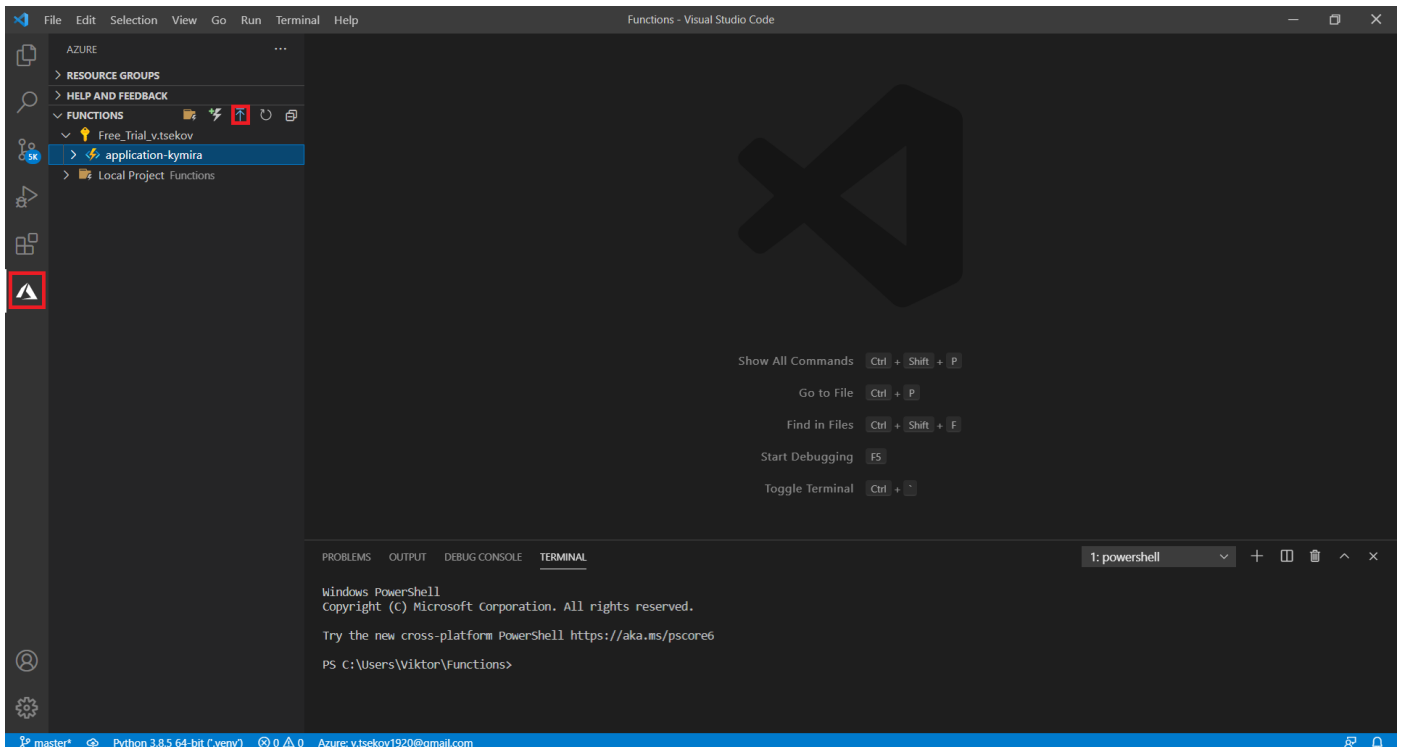 File Edit Selection View Go Run Terminal Help Functions - Visual Studio Code
AZURE
RESOURCE GROUPS
HELP AND FEEDBACK
FUNCTIONS
Free_Trial_v.tsekov
application-kymira
Local Project Functions
5K
Show All Commands Ctrl + Shift + P
Go to File Ctrl + P
Find in Files Ctrl + Shift + F
Start Debugging F5
Toggle Terminal Ctrl + `
PROBLEMS OUTPUT DEBUG CONSOLE TERMINAL 1: powershell
Windows PowerShell
Copyright (C) Microsoft Corporation. All rights reserved.
Try the new cross-platform PowerShell https://aka.ms/pscore6
PS C:\Users\Viktor\Functions>
master* Python 3.8.5 64-bit ('.venv') 0 0 Azure: v.tsekov1920@gmail.com